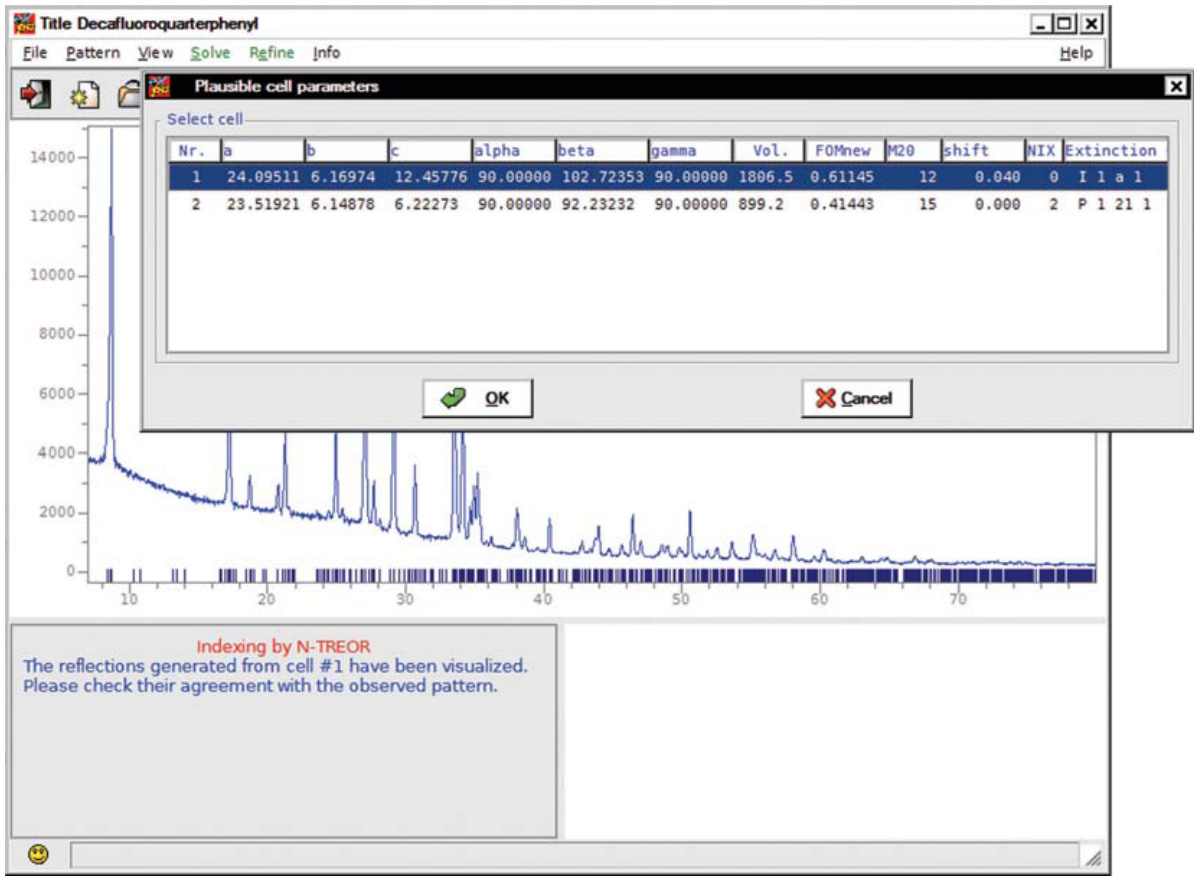 Title Decafluoroquarterphenyl
File Pattern View Solve Refine Info Help
Plausible cell parameters
Select cell
Nr. a b c alpha beta gamma Vol. FOMnew M20 shift NIX Extinction
1 24.09511 6.16974 12.45776 90.00000 102.72353 90.00000 1806.5 0.61145 12 0.040 0 I 1 a 1
2 23.51921 6.14878 6.22273 90.00000 92.23232 90.00000 899.2 0.41443 15 0.000 2 P 1 21 1
OK Cancel
14000
12000
10000
8000
6000
4000
2000
0
10 20 30 40 50 60 70
Indexing by N-TREOR
The reflections generated from cell #1 have been visualized.
Please check their agreement with the observed pattern.